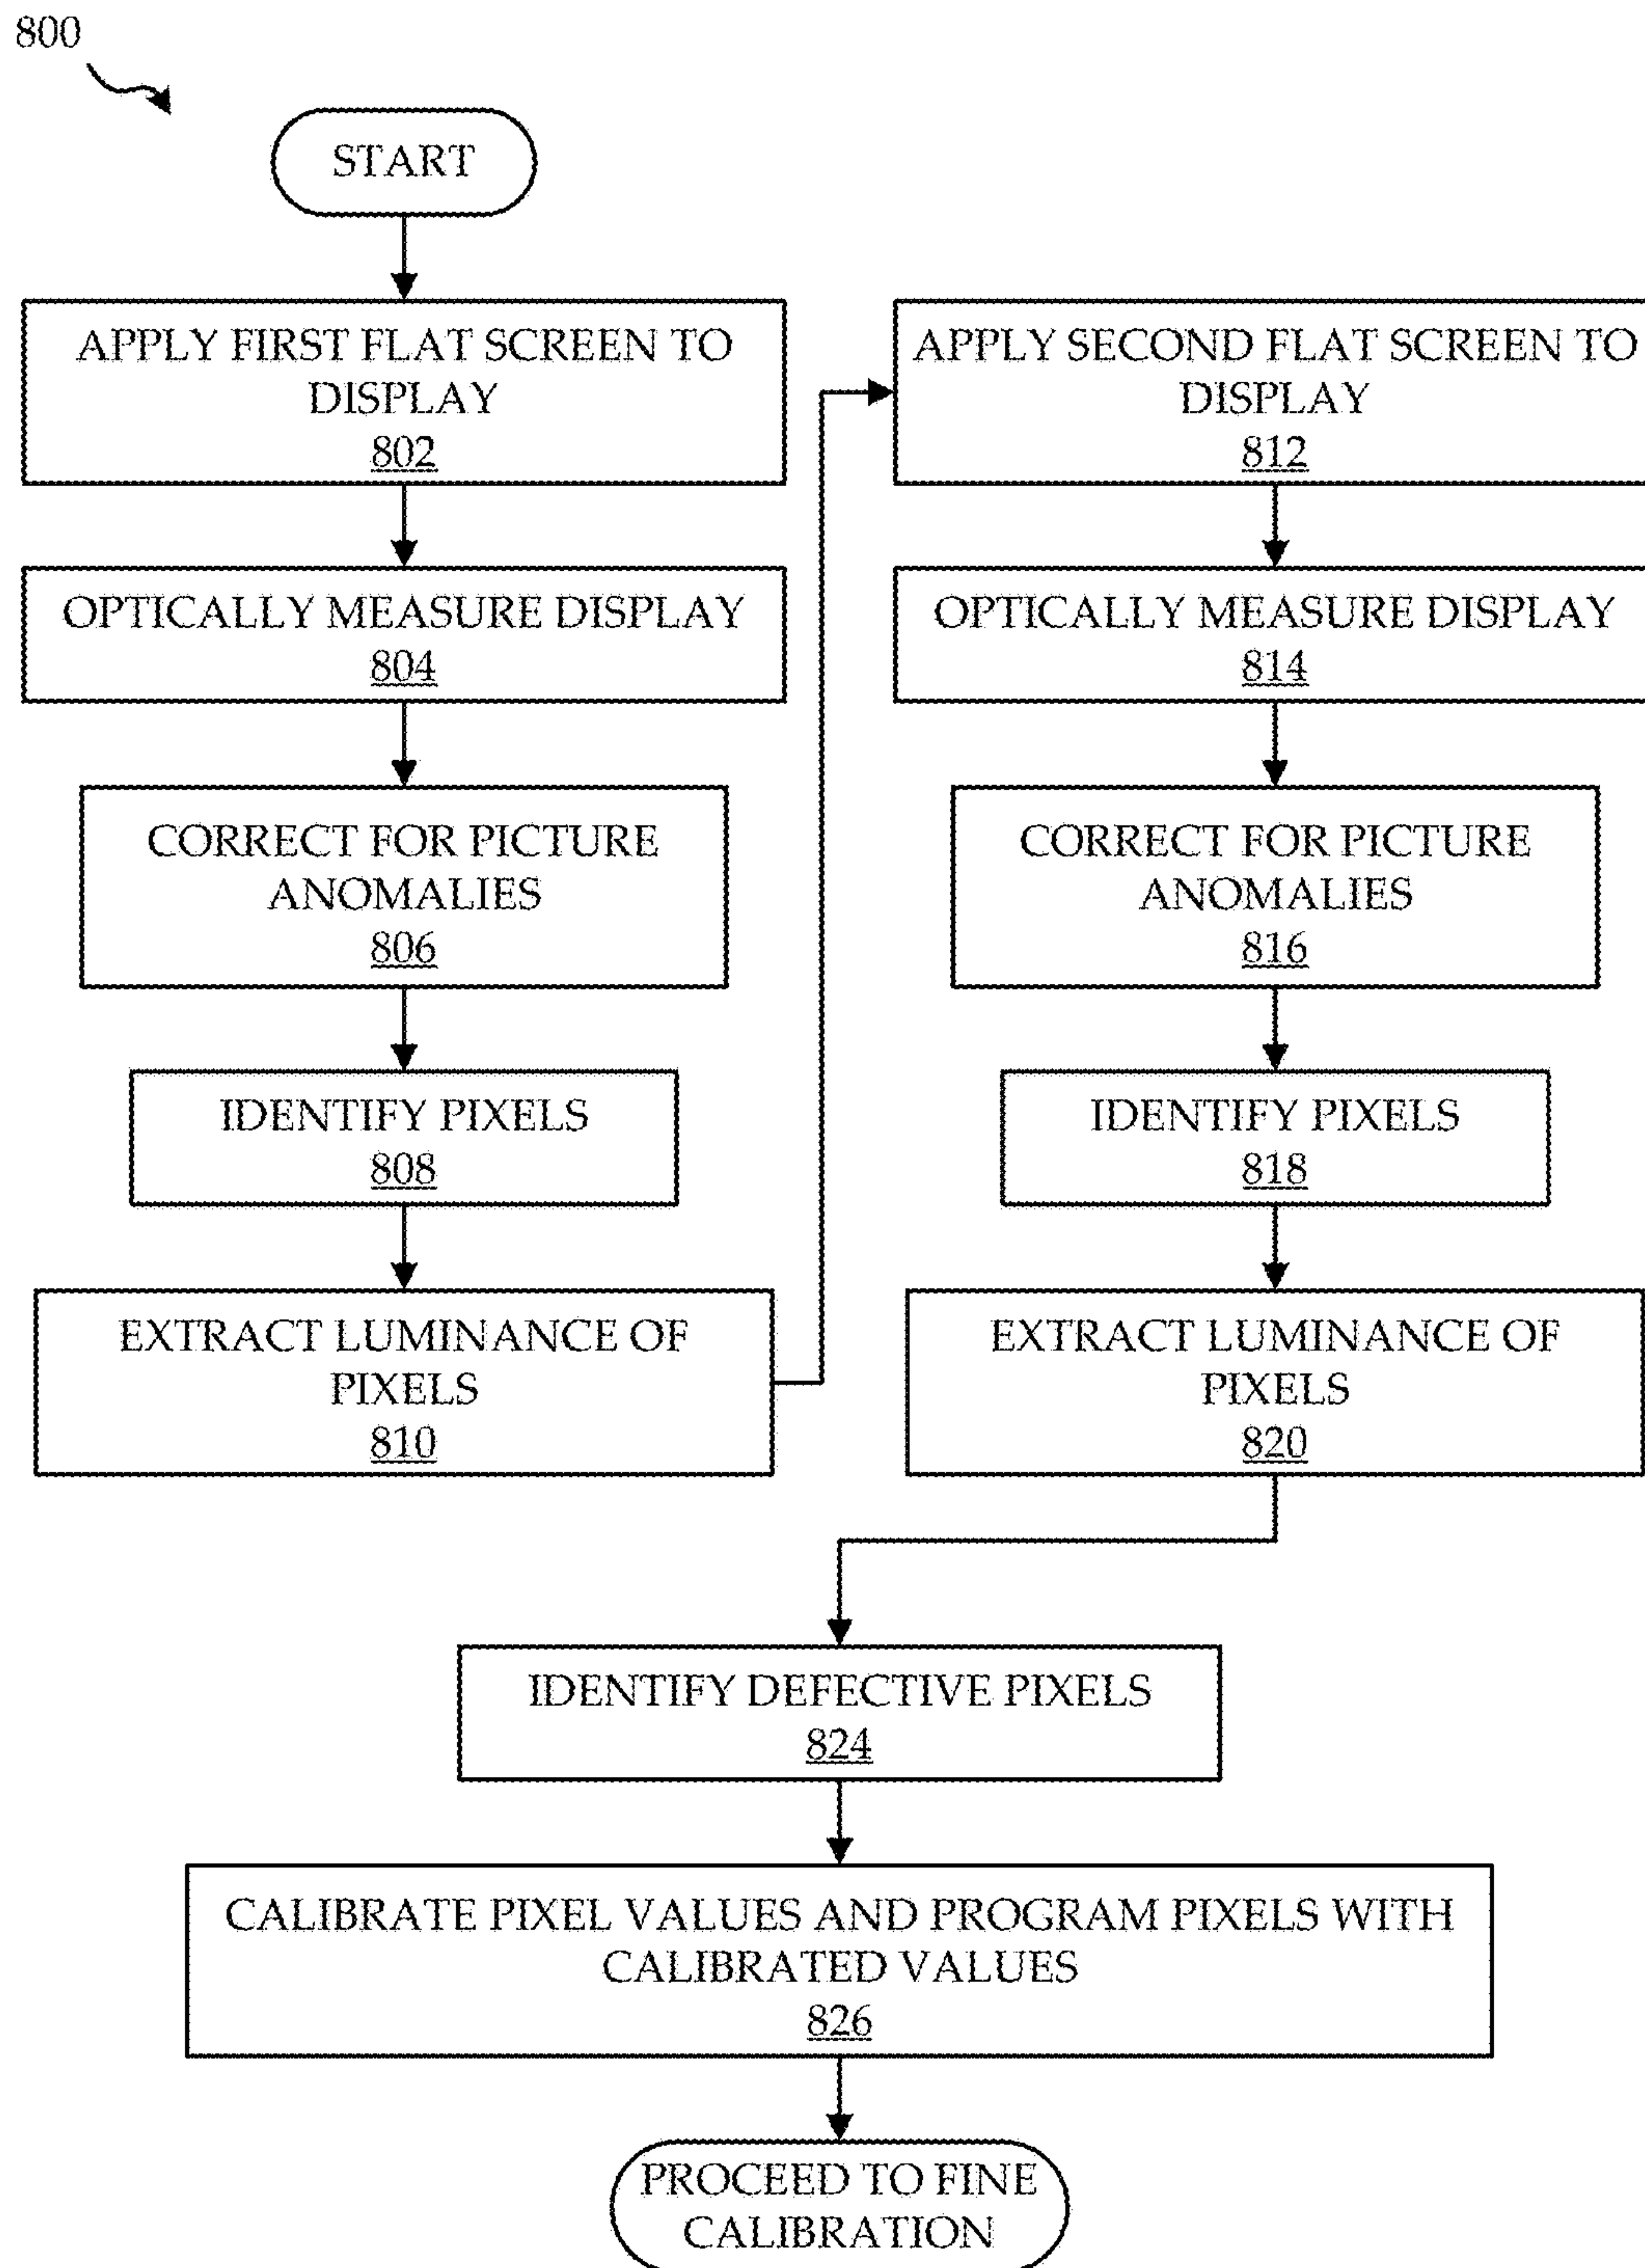 800
START
APPLY FIRST FLAT SCREEN TO
DISPLAY
802
OPTICALLY MEASURE DISPLAY
804
CORRECT FOR PICTURE
ANOMALIES
806
IDENTIFY PIXELS
808
EXTRACT LUMINANCE OF
PIXELS
810
APPLY SECOND FLAT SCREEN TO
DISPLAY
812
OPTICALLY MEASURE DISPLAY
814
CORRECT FOR PICTURE
ANOMALIES
816
IDENTIFY PIXELS
818
EXTRACT LUMINANCE OF
PIXELS
820
IDENTIFY DEFECTIVE PIXELS
824
CALIBRATE PIXEL VALUES AND PROGRAM PIXELS WITH
CALIBRATED VALUES
826
PROCEED TO FINE
CALIBRATION